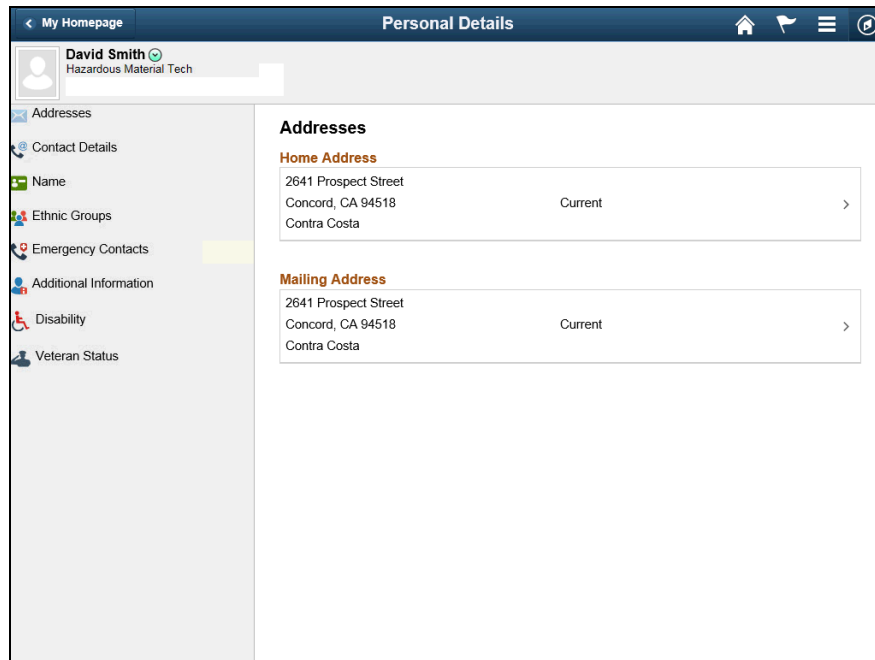 My Homepage
Personal Details
David Smith
Hazardous Material Tech
Addresses
Contact Details
Name
Ethnic Groups
Emergency Contacts
Additional Information
Disability
Veteran Status
Addresses
Home Address
2641 Prospect Street
Concord, CA 94518 Current
Contra Costa
Mailing Address
2641 Prospect Street
Concord, CA 94518 Current
Contra Costa